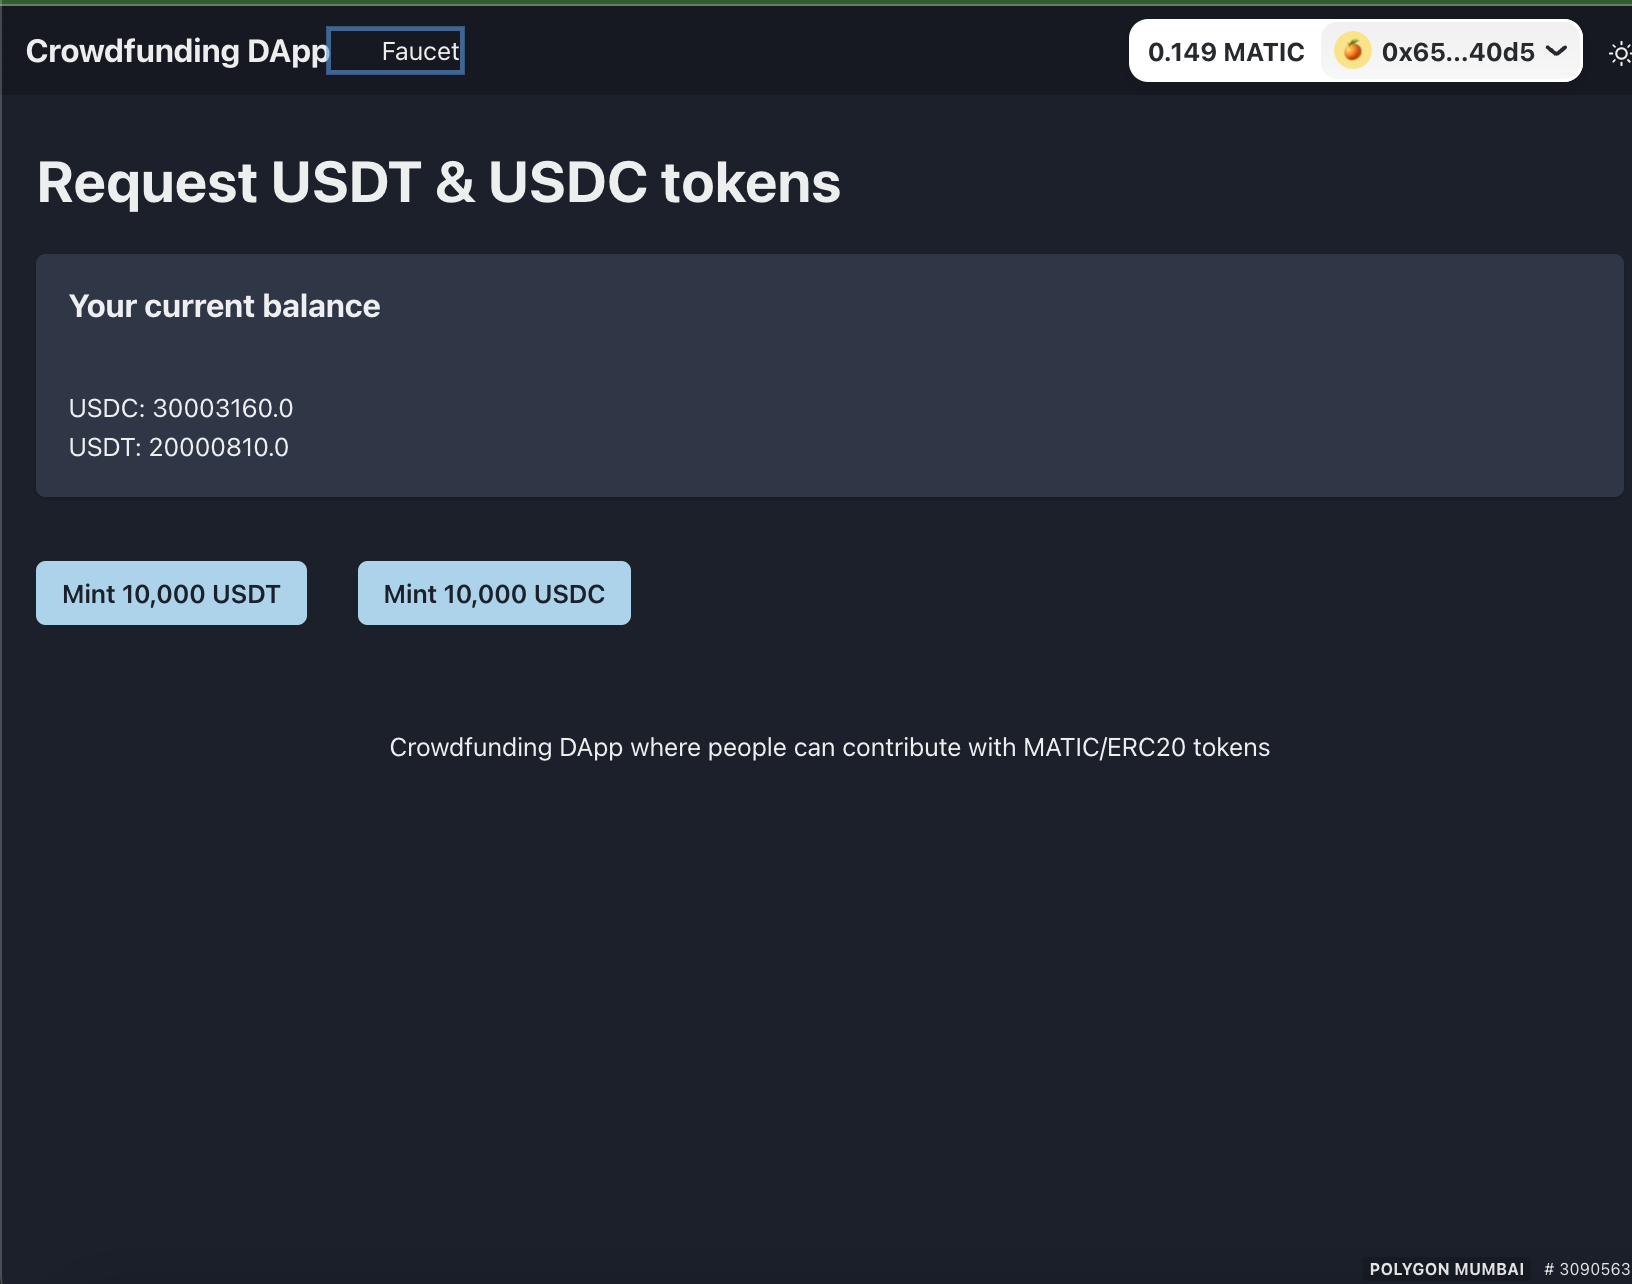 Crowdfunding DApp Faucet 0.149 MATIC 0x65...40d5
Request USDT & USDC tokens
Your current balance
USDC: 30003160.0
USDT: 20000810.0
Mint 10,000 USDT Mint 10,000 USDC
Crowdfunding DApp where people can contribute with MATIC/ERC20 tokens
POLYGON MUMBAI # 3090563